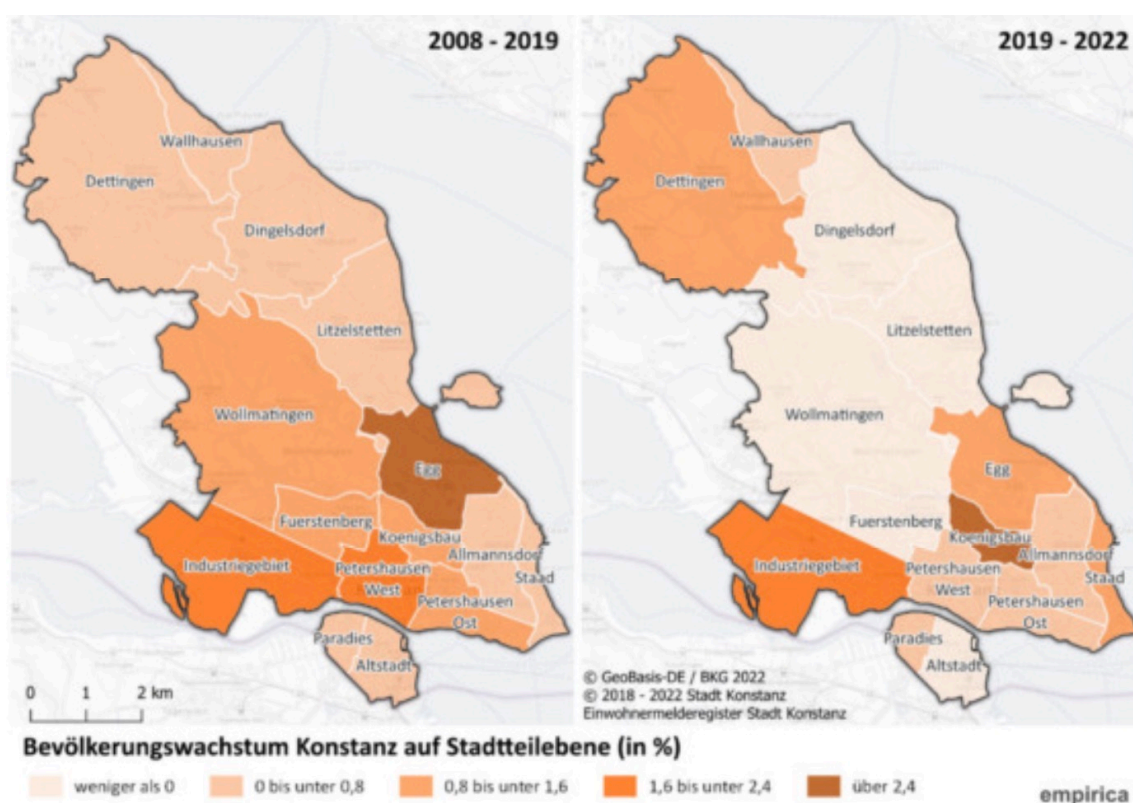 2008 - 2019
Wallhausen
Dettingen
Dingelsdorf
Litzelstetten
Wollmatingen
Egg
Fuerstenberg
Koenigsbau
Allmannsdorf
Industriegebiet
Petershausen
West
Staad
Petershausen
Ost
Paradies
Altstadt
0 1 2 km
2019 - 2022
Wallhausen
Dettingen
Dingelsdorf
Litzelstetten
Wollmatingen
Egg
Fuerstenberg
Koenigsbau
Allmannsdorf
Industriegebiet
Petershausen
West
Staad
Petershausen
Ost
Paradies
Altstadt
© GeoBasis-DE / BKG 2022
© 2018 - 2022 Stadt Konstanz
Einwohnermelderegister Stadt Konstanz
Bevölkerungswachstum Konstanz auf Stadtteilebene (in %)
weniger als 0 0 bis unter 0,8 0,8 bis unter 1,6 1,6 bis unter 2,4 über 2,4
empirica